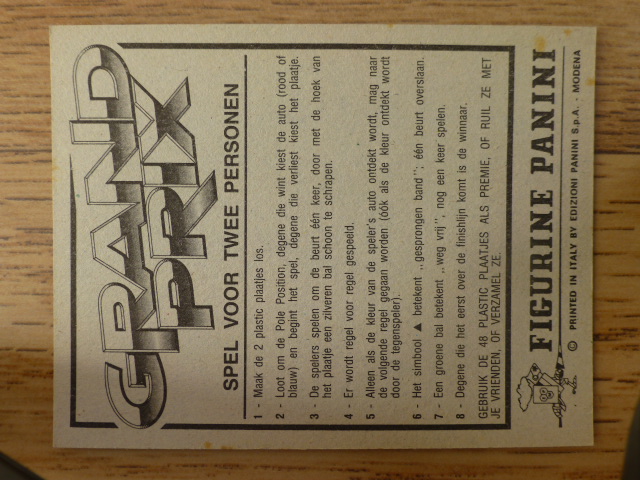 GRAND
PRIX
SPEL VOOR TWEE PERSONEN
1 - Maak de 2 plastic plaatjes los.
2 - Loot om de Pole Position, degene die wint kiest de auto (rood of
blauw) en begint het spel, degene die verliest kiest het plaatje.
3 - De spelers spelen om de beurt één keer, door met de hoek van
het plaatje een zilveren bal schoon te schrapen.
4 - Er wordt regel voor regel gespeeld.
5 - Alleen als de kleur van de speler's auto ontdekt wordt, mag naar
de volgende regel gegaan worden (óók als de kleur ontdekt wordt
door de tegenspeler).
6 - Het simbool ▲ betekent ,,gesprongen band": één beurt overslaan.
7 - Een groene bal betekent ,,weg vrij", nog een keer spelen.
8 - Degene die het eerst over de finishlijn komt is de winnaar.
GEBRUIK DE 48 PLASTIC PLAATJES ALS PREMIE, OF RUIL ZE MET
JE VRIENDEN, OF VERZAMEL ZE.
FIGURINE PANINI
© PRINTED IN ITALY BY EDIZIONI PANINI S.p.A. - MODENA